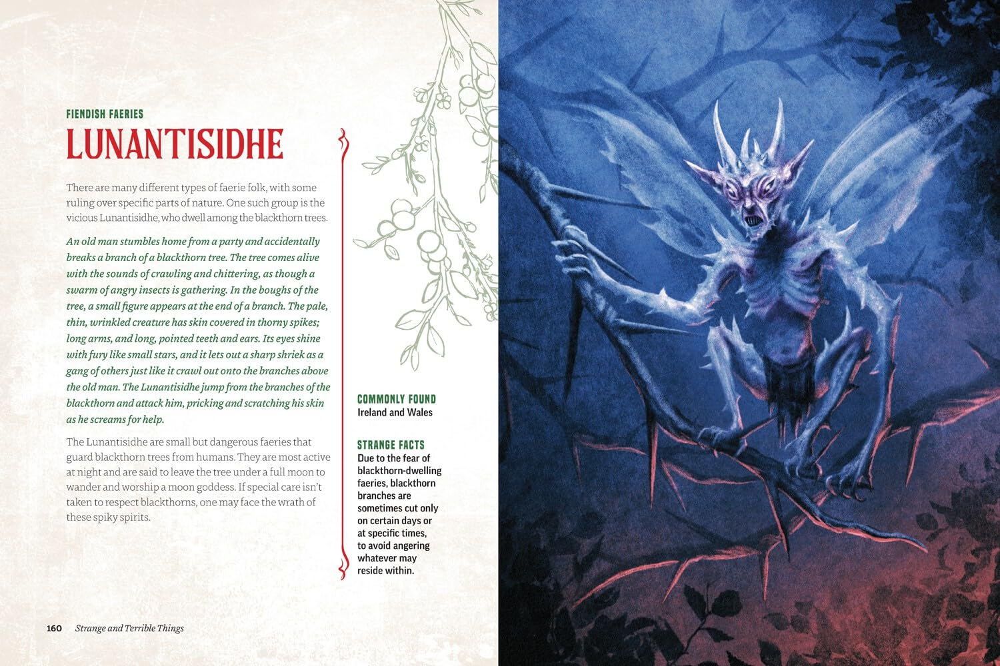 FIENDISH FAERIES
LUNANTISIDHE
There are many different types of faerie folk, with some
ruling over specific parts of nature. One such group is the
vicious Lunantisidhe, who dwell among the blackthorn trees.
An old man stumbles home from a party and accidentally
breaks a branch of a blackthorn tree. The tree comes alive
with the sounds of crawling and chittering, as though a
swarm of angry insects is gathering. In the boughs of the
tree, a small figure appears at the end of a branch. The pale,
thin, wrinkled creature has skin covered in thorny spikes;
long arms, and long, pointed teeth and ears. Its eyes shine
with fury like small stars, and it lets out a sharp shriek as a
gang of others just like it crawl out onto the branches above
the old man. The Lunantisidhe jump from the branches of the
blackthorn and attack him, pricking and scratching his skin
as he screams for help.
The Lunantisidhe are small but dangerous faeries that
guard blackthorn trees from humans. They are most active
at night and are said to leave the tree under a full moon to
wander and worship a moon goddess. If special care isn't
taken to respect blackthorns, one may face the wrath of
these spiky spirits.
COMMONLY FOUND
Ireland and Wales
STRANGE FACTS
Due to the fear of
blackthorn-dwelling
faeries, blackthorn
branches are
sometimes cut only
on certain days or
at specific times,
to avoid angering
whatever may
reside within.
160 Strange and Terrible Things